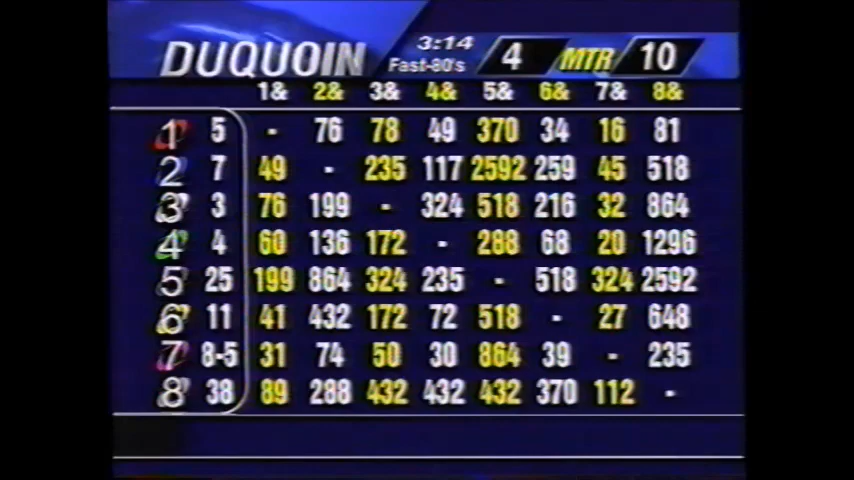 DUQUOIN 3:14 Fast-80's 4 MTR 10
1& 2& 3& 4& 5& 6& 7& 8&
1 5 - 76 78 49 370 34 16 81
2 7 49 - 235 117 2592 259 45 518
3 3 76 199 - 324 518 216 32 864
4 4 60 136 172 - 288 68 20 1296
5 25 199 864 324 235 - 518 324 2592
6 11 41 432 172 72 518 - 27 648
7 8-5 31 74 50 30 864 39 - 235
8 38 89 288 432 432 432 370 112 -